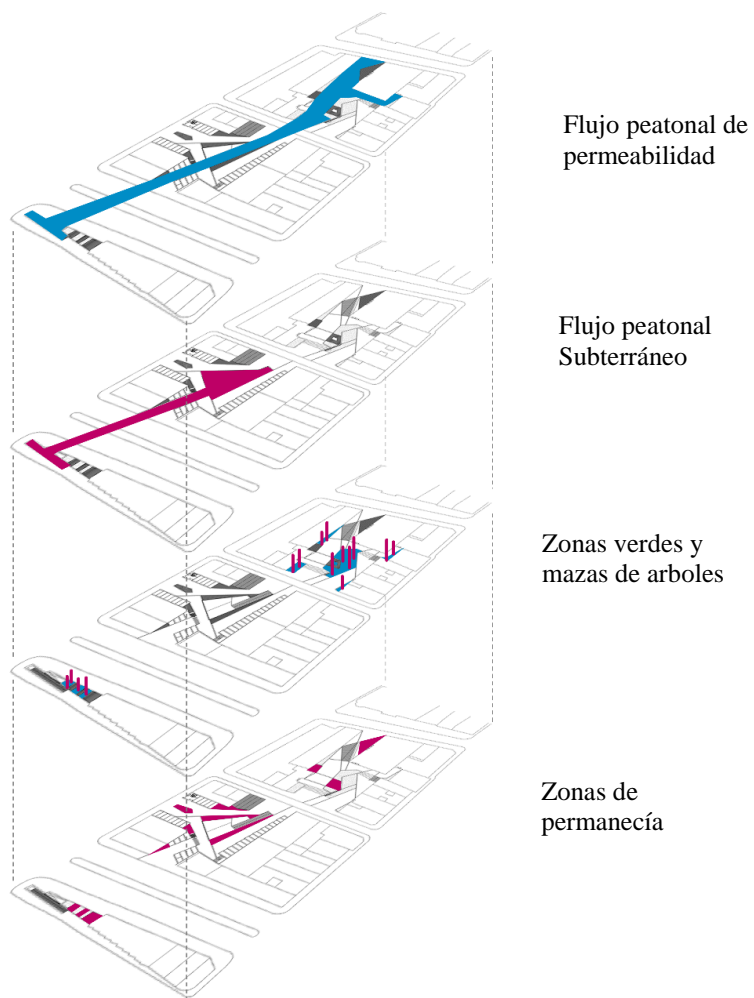 Flujo peatonal de
permeabilidad
Flujo peatonal
Subterráneo
Zonas verdes y
mazas de arboles
Zonas de
permanecía